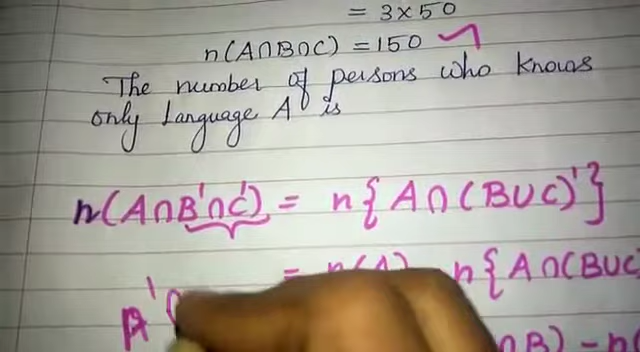 = 3×50
n(A∩B∩C) = 150
The number of persons who knows
only Language A is
n(A∩B'∩C') = n{A∩(B∪C)'}
= n(A) - n{A∩(B∪C
A'
∩B) - n(